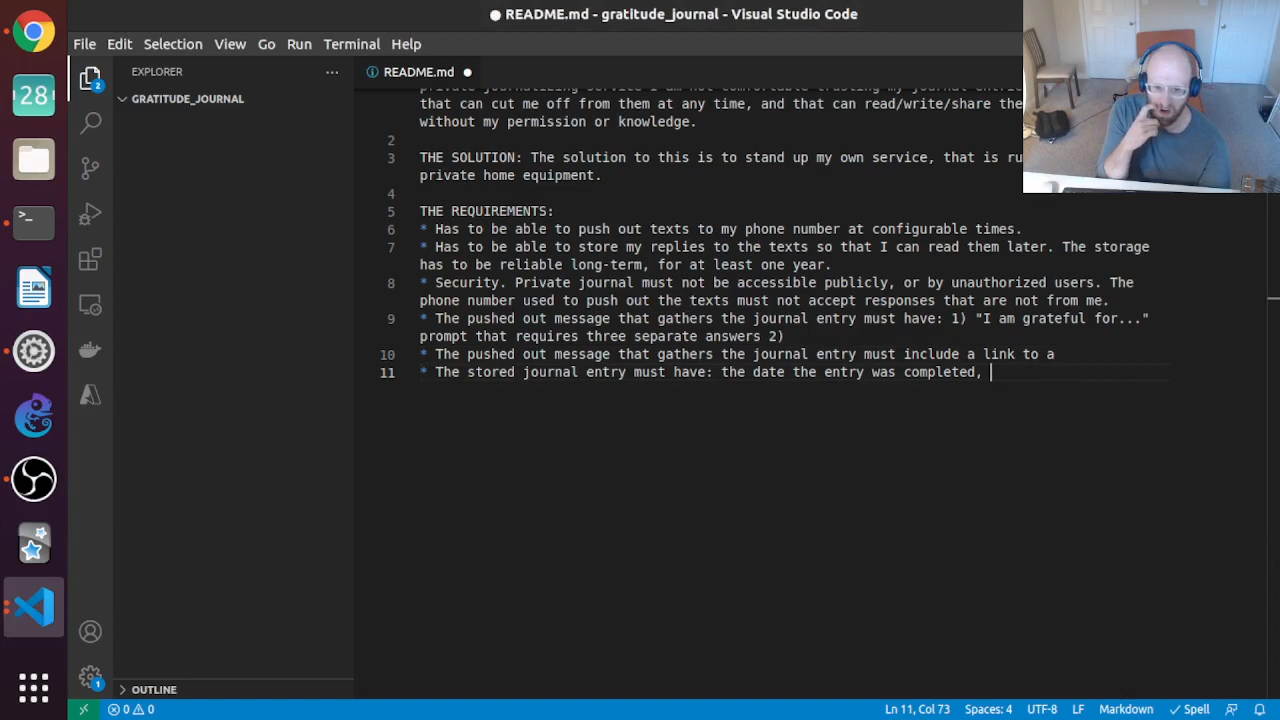 README.md - gratitude_journal - Visual Studio Code
File Edit Selection View Go Run Terminal Help
EXPLORER
README.md
GRATITUDE_JOURNAL
28
2
that can cut me off from them at any time, and that can read/write/share the
without my permission or knowledge.
2
3 THE SOLUTION: The solution to this is to stand up my own service, that is ru
private home equipment.
4
5 THE REQUIREMENTS:
6 * Has to be able to push out texts to my phone number at configurable times.
7 * Has to be able to store my replies to the texts so that I can read them later. The storage
has to be reliable long-term, for at least one year.
8 * Security. Private journal must not be accessible publicly, or by unauthorized users. The
phone number used to push out the texts must not accept responses that are not from me.
9 * The pushed out message that gathers the journal entry must have: 1) "I am grateful for..."
prompt that requires three separate answers 2)
10 * The pushed out message that gathers the journal entry must include a link to a
11 * The stored journal entry must have: the date the entry was completed,
1
OUTLINE
0 0 Ln 11, Col 73 Spaces: 4 UTF-8 LF Markdown Spell